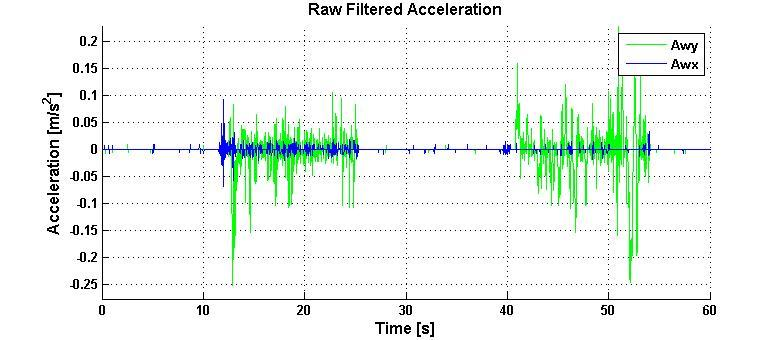 Raw Filtered Acceleration
Awy
Awx
0.2
0.15
0.1
0.05
0
-0.05
-0.1
-0.15
-0.2
-0.25
Acceleration [m/s²]
0 10 20 30 40 50 60
Time [s]